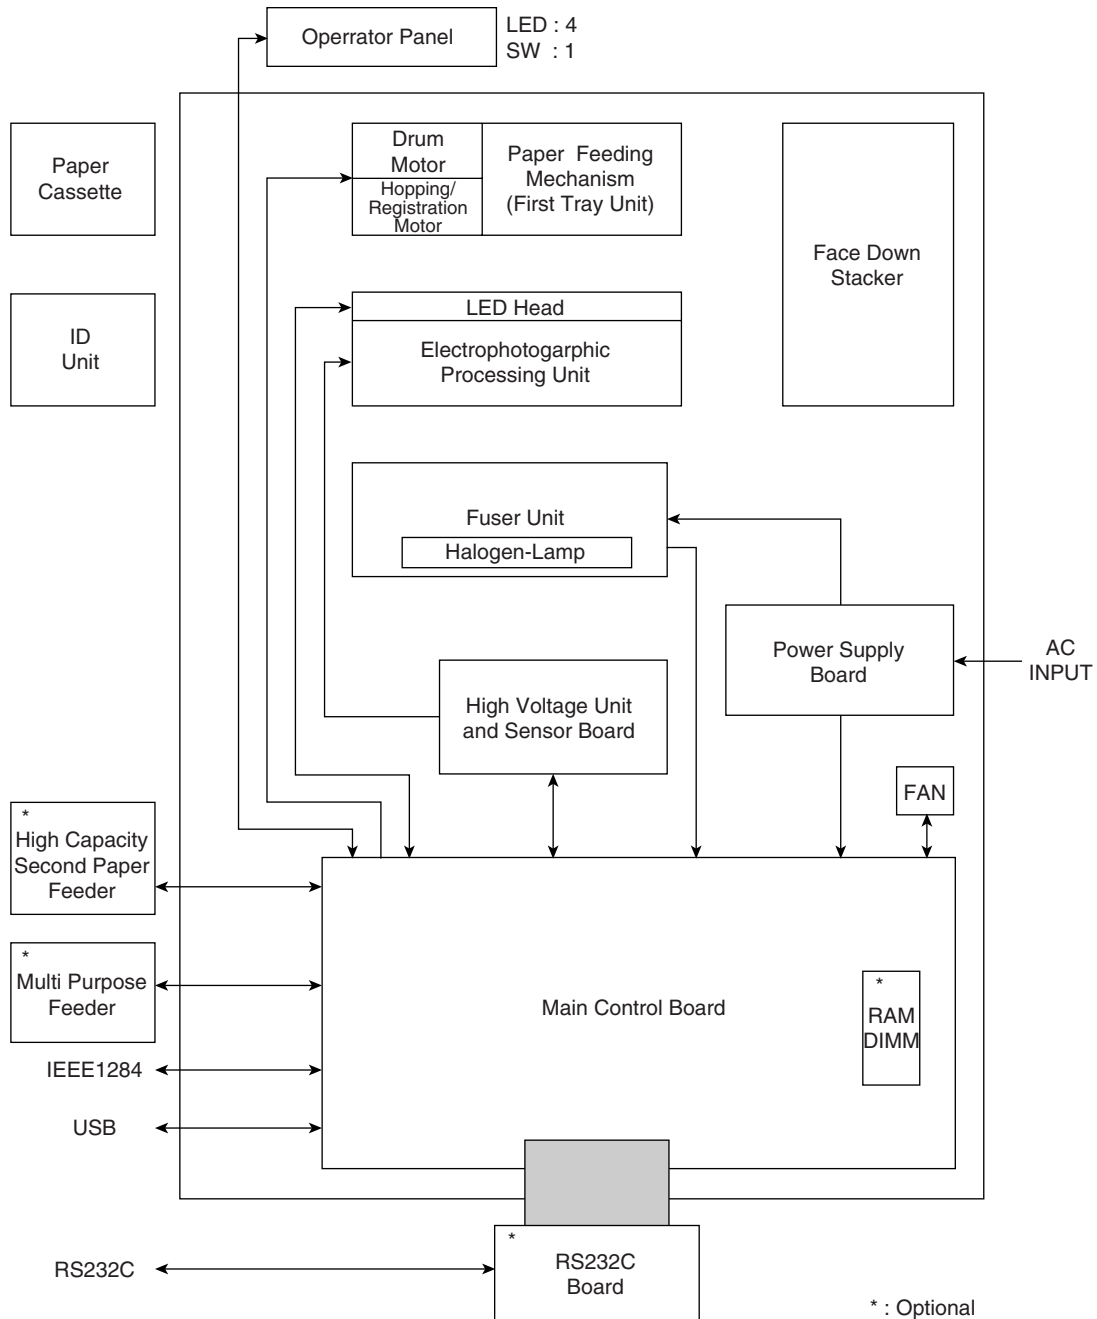 Operrator Panel
LED : 4
SW : 1
Paper
Cassette
Drum
Motor
Hopping/
Registration
Motor
Paper Feeding
Mechanism
(First Tray Unit)
Face Down
Stacker
ID
Unit
LED Head
Electrophotogarphic
Processing Unit
Fuser Unit
Halogen-Lamp
Power Supply
Board
AC
INPUT
High Voltage Unit
and Sensor Board
FAN
*
High Capacity
Second Paper
Feeder
*
Multi Purpose
Feeder
Main Control Board
*
RAM
DIMM
IEEE1284
USB
RS232C
*
RS232C
Board
* : Optional